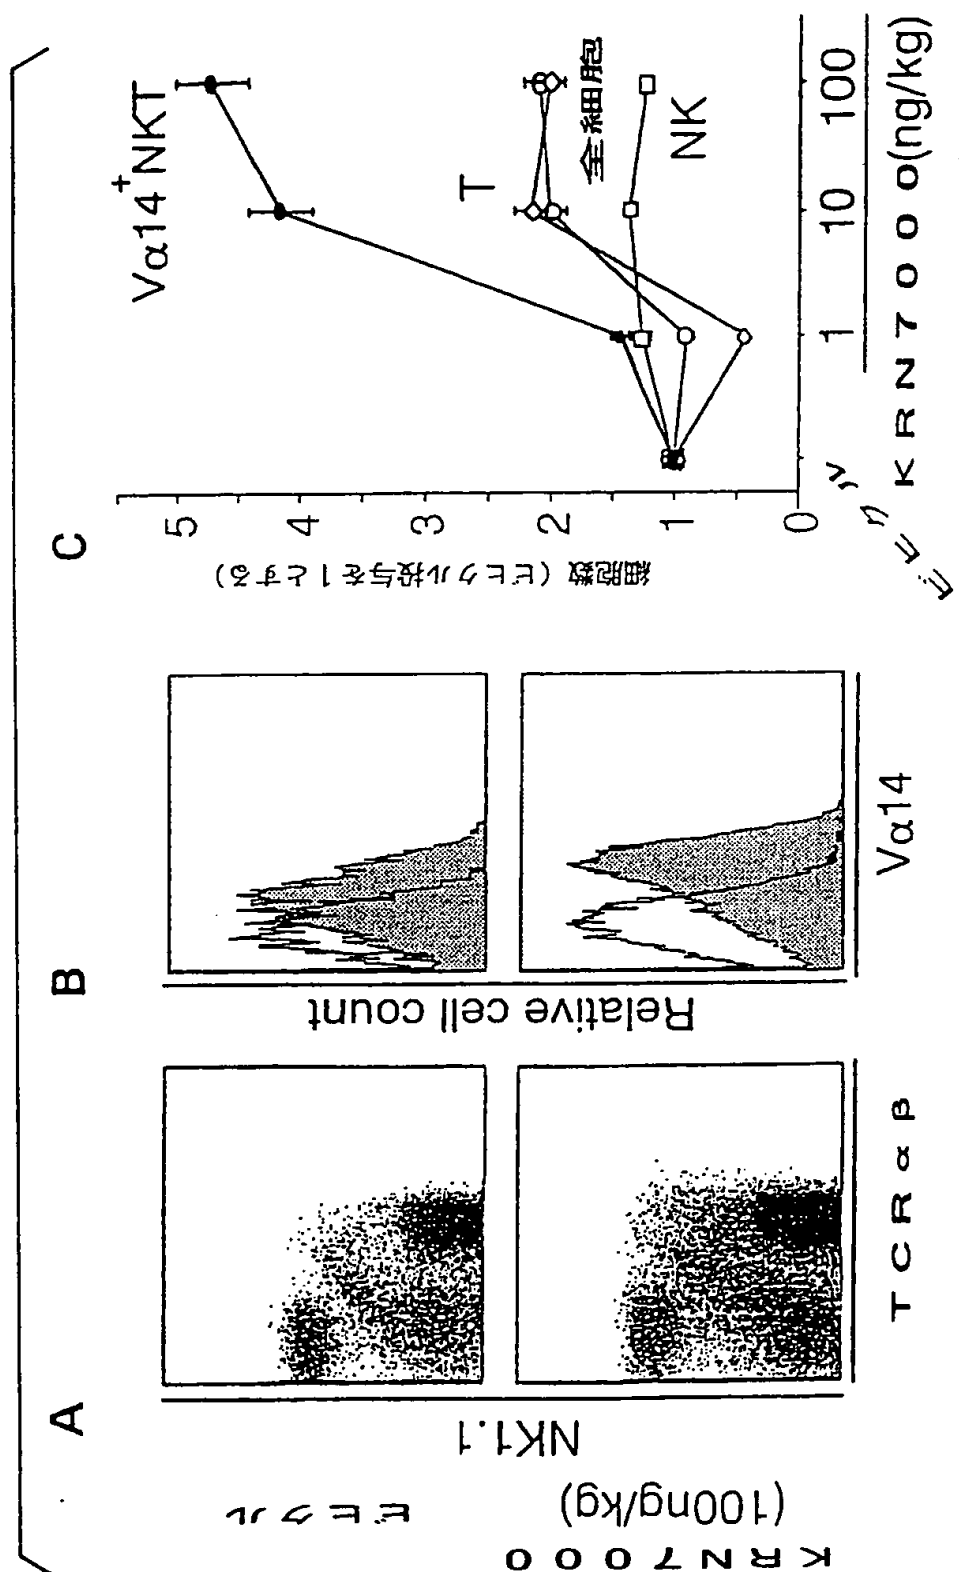 A
ビヒクル
KRN7000
(100ng/kg)
NK1.1
TCRαβ
B
Relative cell count
Vα14
C
細胞数 (ビヒクル投与を1とする)
5
4
3
2
1
0
Vα14+NKT
T
全細胞
NK
ビヒクル
1
10
100
KRN7000(ng/kg)